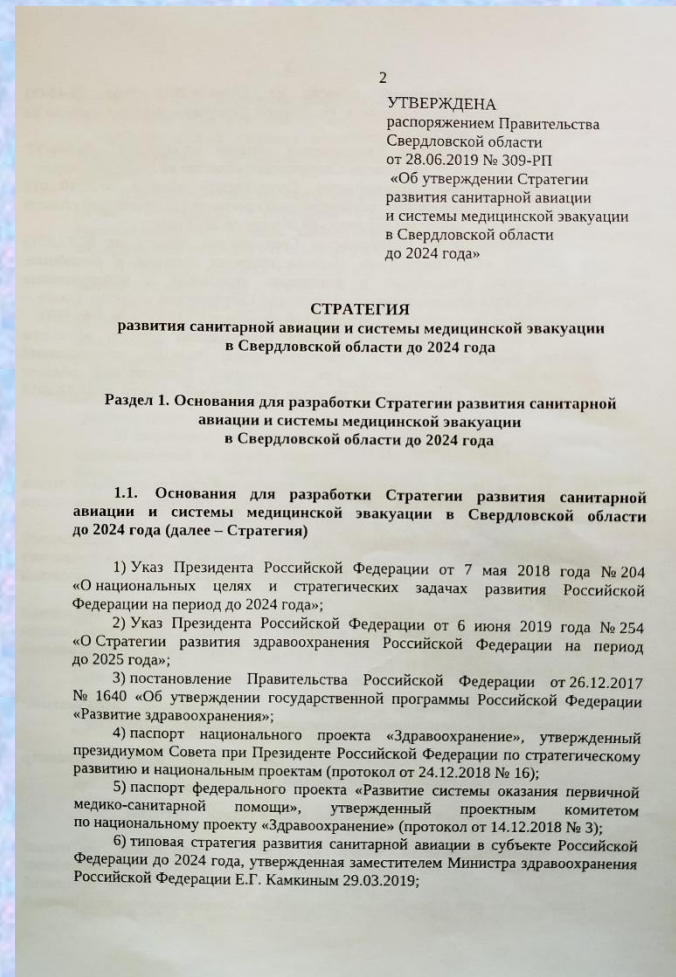 2
УТВЕРЖДЕНА
распоряжением Правительства
Свердловской области
от 28.06.2019 № 309-РП
«Об утверждении Стратегии
развития санитарной авиации
и системы медицинской эвакуации
в Свердловской области
до 2024 года»
СТРАТЕГИЯ
развития санитарной авиации и системы медицинской эвакуации
в Свердловской области до 2024 года
Раздел 1. Основания для разработки Стратегии развития санитарной
авиации и системы медицинской эвакуации
в Свердловской области до 2024 года
1.1. Основания для разработки Стратегии развития санитарной
авиации и системы медицинской эвакуации в Свердловской области
до 2024 года (далее – Стратегия)
1) Указ Президента Российской Федерации от 7 мая 2018 года № 204
«О национальных целях и стратегических задачах развития Российской
Федерации на период до 2024 года»;
2) Указ Президента Российской Федерации от 6 июня 2019 года № 254
«О Стратегии развития здравоохранения Российской Федерации на период
до 2025 года»;
3) постановление Правительства Российской Федерации от 26.12.2017
№ 1640 «Об утверждении государственной программы Российской Федерации
«Развитие здравоохранения»;
4) паспорт национального проекта «Здравоохранение», утвержденный
президиумом Совета при Президенте Российской Федерации по стратегическому
развитию и национальным проектам (протокол от 24.12.2018 № 16);
5) паспорт федерального проекта «Развитие системы оказания первичной
медико-санитарной помощи», утвержденный проектным комитетом
по национальному проекту «Здравоохранение» (протокол от 14.12.2018 № 3);
6) типовая стратегия развития санитарной авиации в субъекте Российской
Федерации до 2024 года, утвержденная заместителем Министра здравоохранения
Российской Федерации Е.Г. Камкиным 29.03.2019;